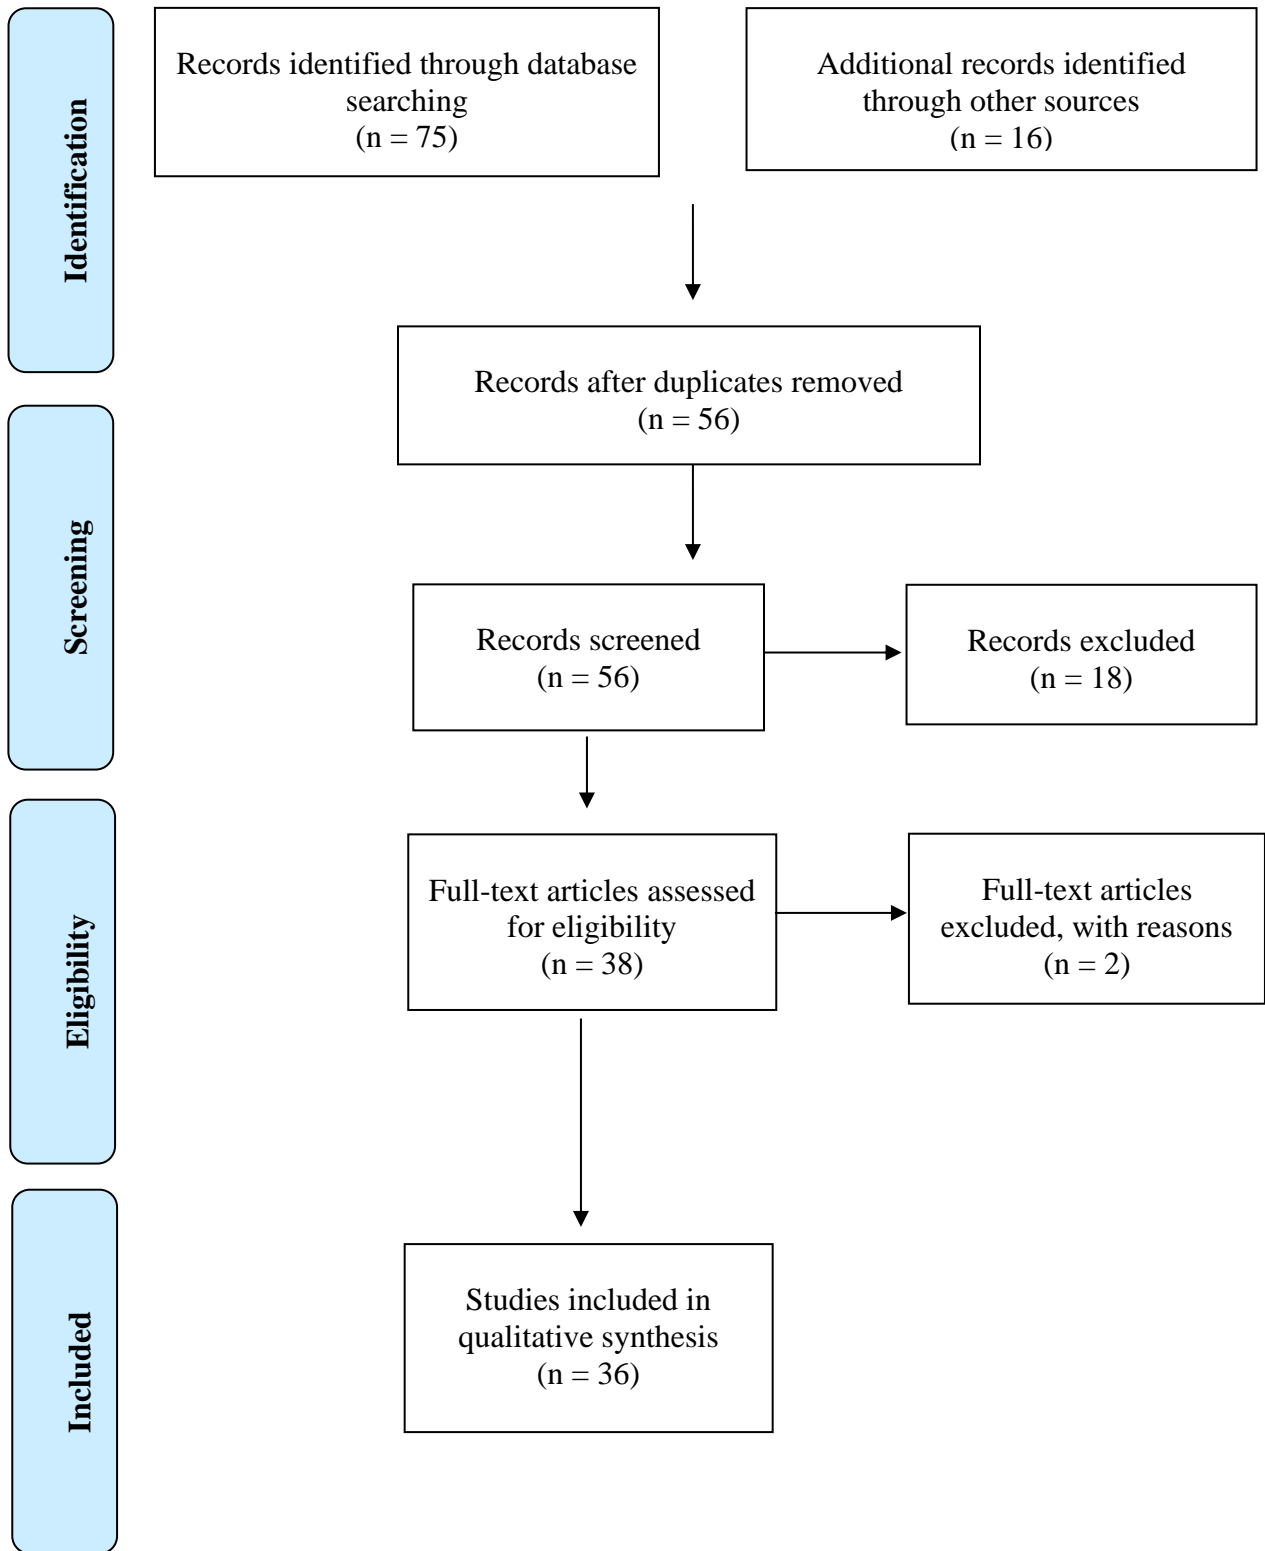 Identification
Records identified through database
searching
(n = 75)
Additional records identified
through other sources
(n = 16)
Records after duplicates removed
(n = 56)
Screening
Records screened
(n = 56)
Records excluded
(n = 18)
Eligibility
Full-text articles assessed
for eligibility
(n = 38)
Full-text articles
excluded, with reasons
(n = 2)
Included
Studies included in
qualitative synthesis
(n = 36)